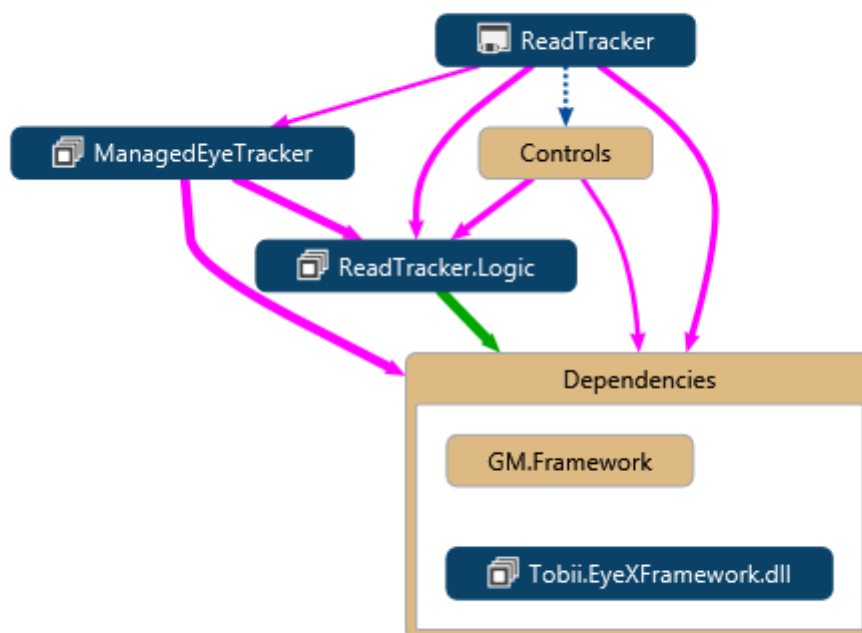 ReadTracker
ManagedEyeTracker
Controls
ReadTracker.Logic
Dependencies
GM.Framework
Tobii.EyeXFramework.dll